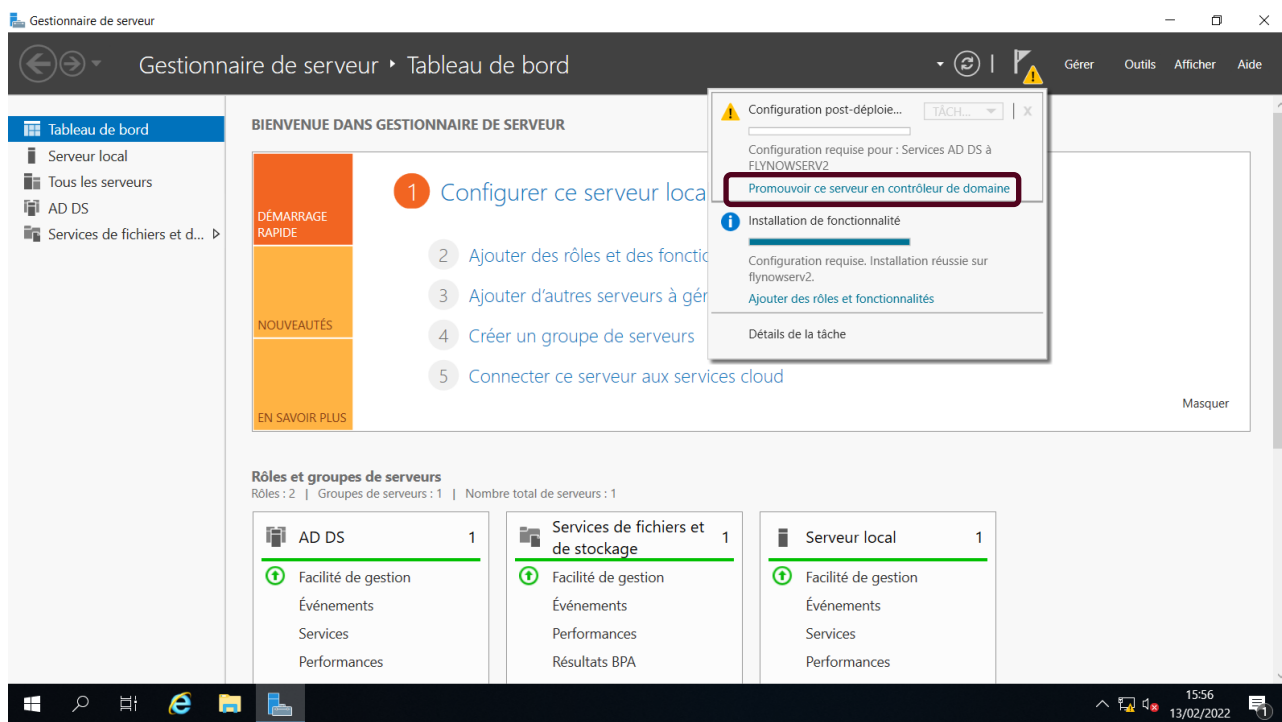 Gestionnaire de serveur
Gestionnaire de serveur ‣ Tableau de bord
Gérer
Outils
Afficher
Aide
Tableau de bord
Serveur local
Tous les serveurs
AD DS
Services de fichiers et d...
BIENVENUE DANS GESTIONNAIRE DE SERVEUR
DÉMARRAGE
RAPIDE
NOUVEAUTÉS
EN SAVOIR PLUS
1 Configurer ce serveur loca
2 Ajouter des rôles et des fonctic
3 Ajouter d'autres serveurs à gér
4 Créer un groupe de serveurs
5 Connecter ce serveur aux services cloud
Masquer
Configuration post-déploie...
TÂCH...
X
Configuration requise pour : Services AD DS à
FLYNOWSERV2
Promouvoir ce serveur en contrôleur de domaine
Installation de fonctionnalité
Configuration requise. Installation réussie sur
flynowserv2.
Ajouter des rôles et fonctionnalités
Détails de la tâche
Rôles et groupes de serveurs
Rôles : 2 | Groupes de serveurs : 1 | Nombre total de serveurs : 1
AD DS 1
Facilité de gestion
Événements
Services
Performances
Services de fichiers et
de stockage
1
Facilité de gestion
Événements
Performances
Résultats BPA
Serveur local 1
Facilité de gestion
Événements
Services
Performances
15:56
13/02/2022
1